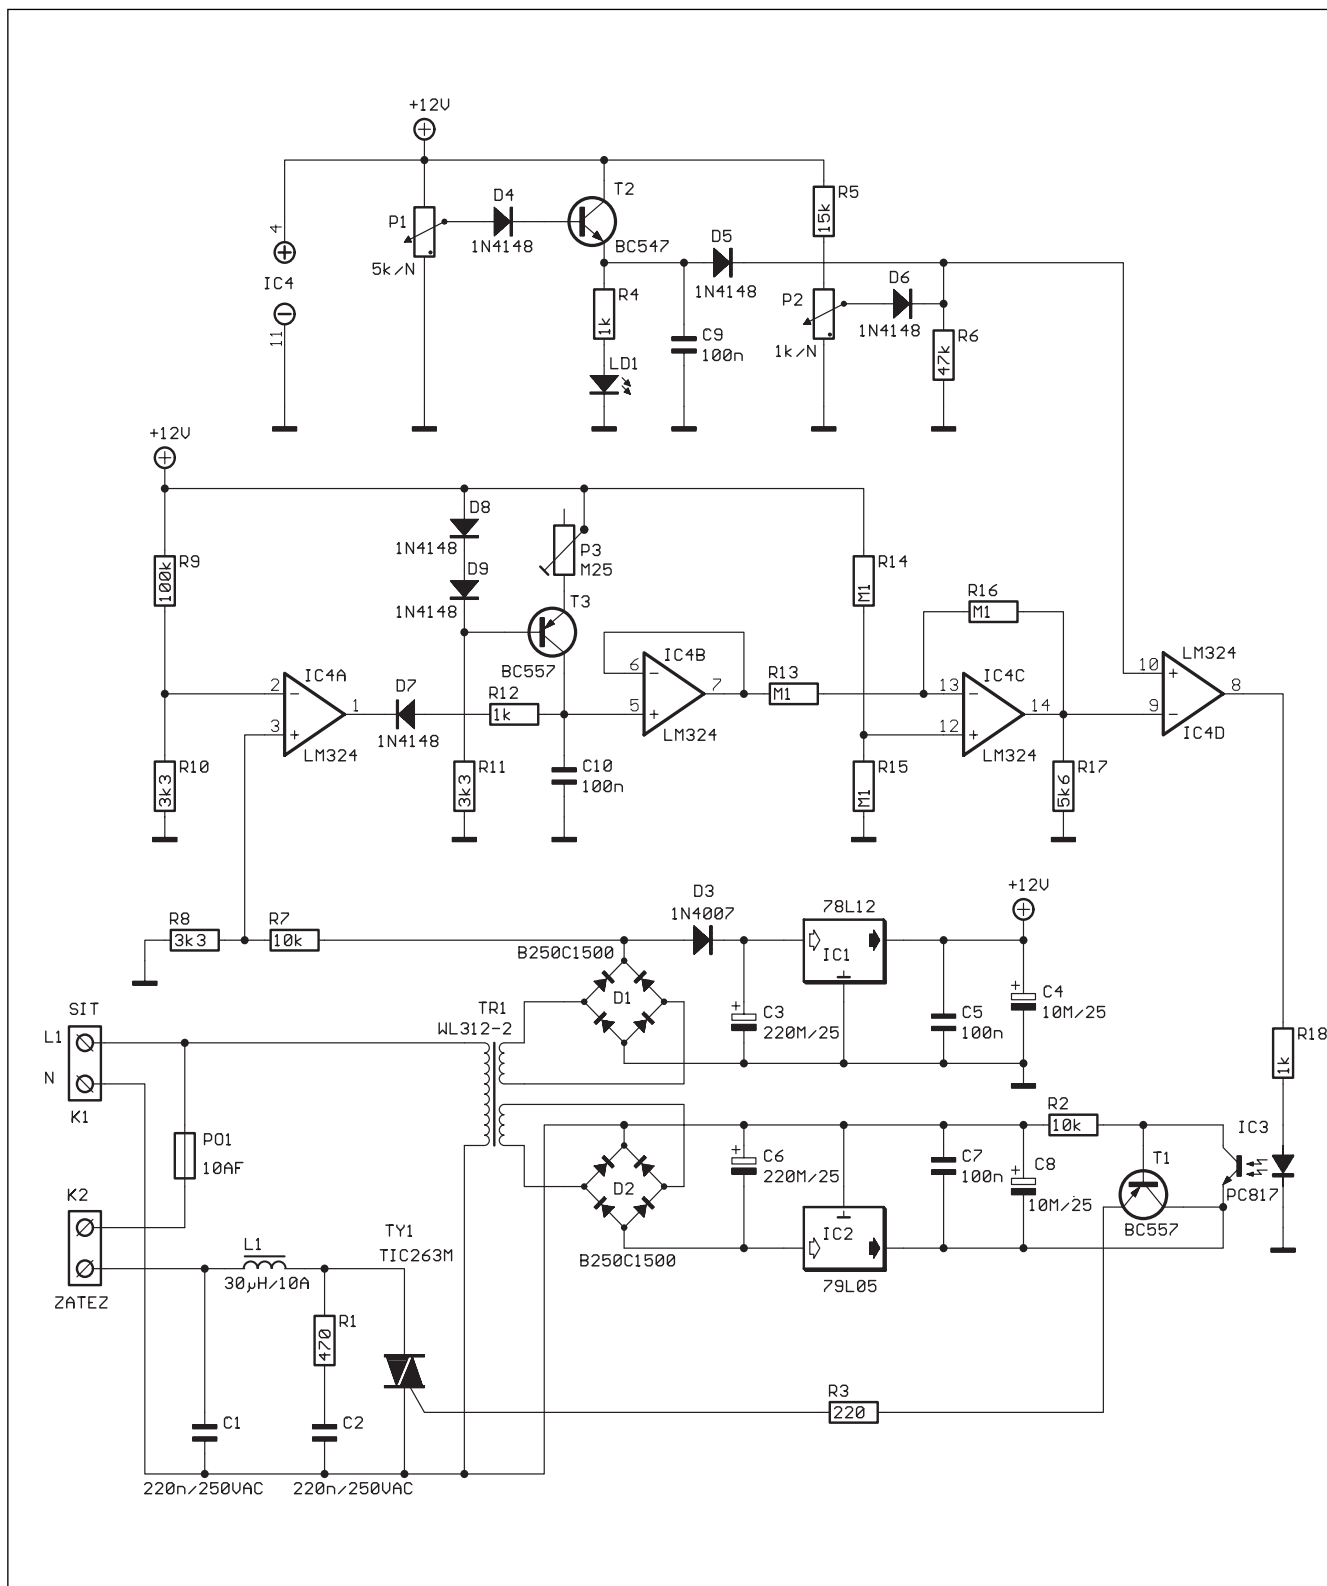 +12V
4
IC4
11
P1
5k/N
D4
1N4148
T2
BC547
R4
1k
LD1
C9
100n
D5
1N4148
R5
15k
P2
1k/N
D6
1N4148
R6
47k
+12V
R9
100k
D8
1N4148
D9
1N4148
P3
M25
T3
BC557
R14
M1
R16
M1
R10
3k3
2
3
-
+
IC4A
1
LM324
D7
1N4148
R12
1k
R11
3k3
C10
100n
6
5
-
+
IC4B
7
LM324
R13
M1
R15
M1
13
12
-
+
IC4C
14
LM324
R17
5k6
10
9
+
-
LM324
8
IC4D
R8
3k3
R7
10k
D3
1N4007
78L12
IC1
+12V
B250C1500
D1
TR1
WL312-2
+
C3
220M/25
C5
100n
+
C4
10M/25
SIT
L1
N
K1
PO1
10AF
K2
ZATEZ
D2
B250C1500
+
C6
220M/25
IC2
79L05
C7
100n
+
C8
10M/25
R2
10k
T1
BC557
IC3
PC817
R18
1k
L1
30µH/10A
TY1
TIC263M
R1
470
C1
220n/250VAC
C2
220n/250VAC
R3
220